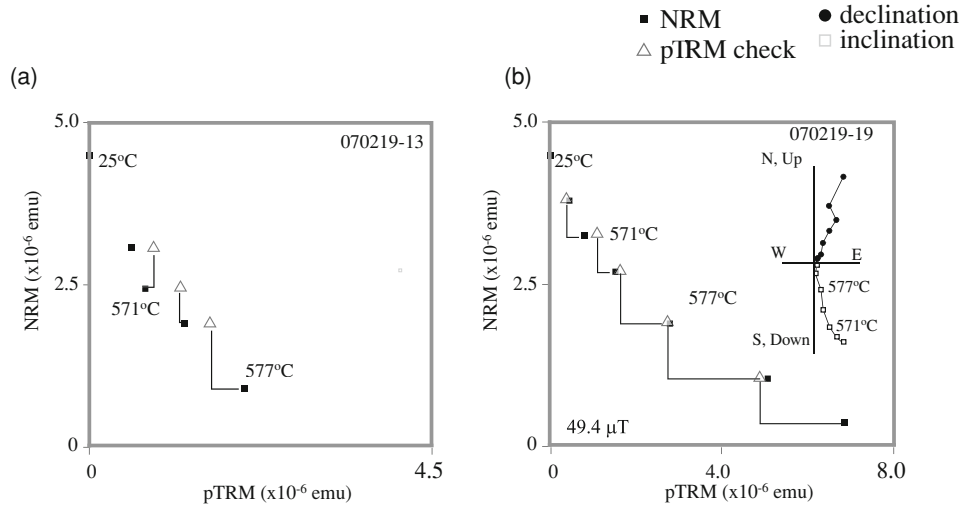 NRM
pTRM check
declination
inclination
(a)
5.0
070219-13
25°C
NRM (x10-6 emu)
2.5
571°C
577°C
0
0
4.5
pTRM (x10-6 emu)
(b)
5.0
070219-19
25°C
N, Up
571°C
W
E
577°C
577°C
571°C
S, Down
NRM (x10-6 emu)
2.5
49.4 μT
0
0
4.0
8.0
pTRM (x10-6 emu)